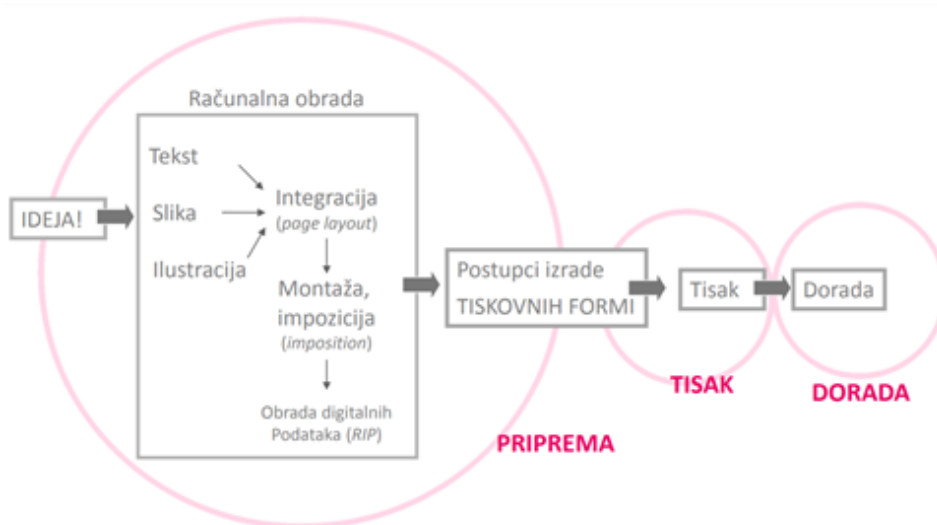 Računalna obrada
Tekst
Slika
Ilustracija
IDEJA!
Integracija
(page layout)
Montaža,
impozicija
(imposition)
Obrada digitalnih
Podataka (RIP)
Postupci izrade
TISKOVNIH FORMI
Tisak
Dorada
PRIPREMA
TISAK
DORADA